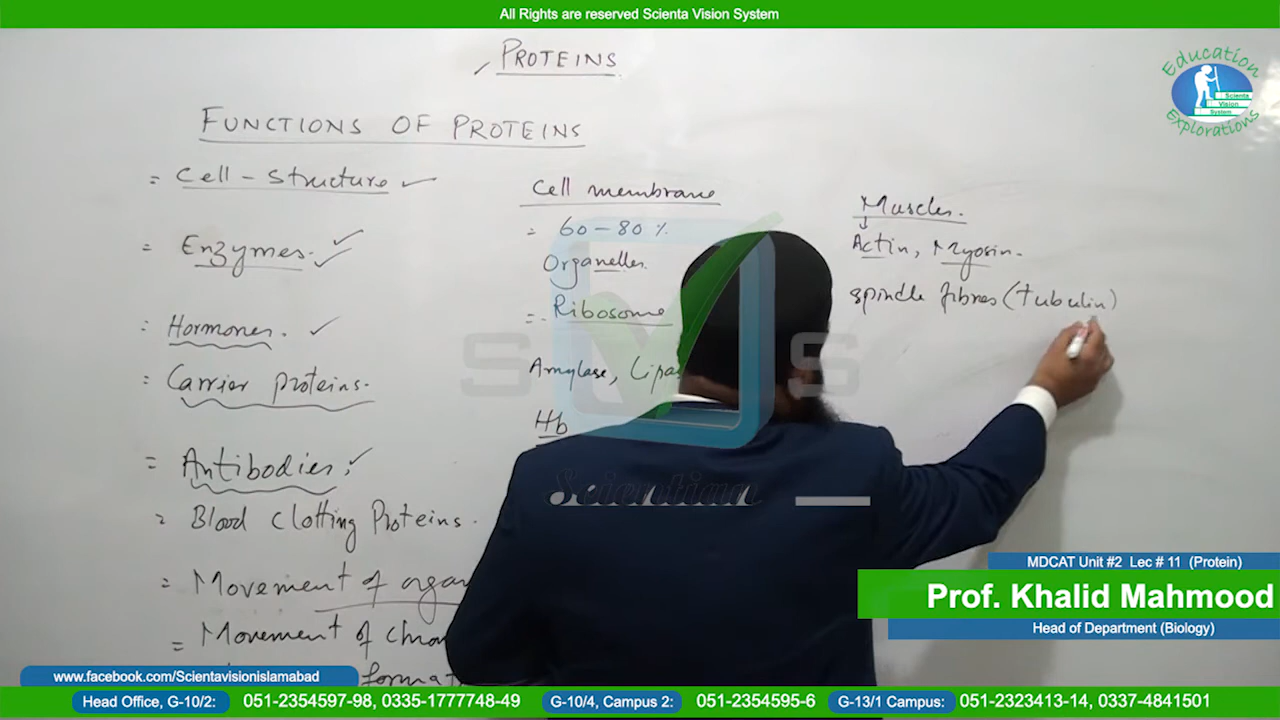 All Rights are reserved Scienta Vision System
PROTEINS
Education
Scienta
Vision
System
Explorations
FUNCTIONS OF PROTEINS
= Cell - Structure
= Enzymes.
= Hormones.
= Carrier proteins.
= Antibodies,
= Blood Clotting Proteins.
= Movement of
= Movement of
Cell membrane
= 60-80 %
Organelles.
= Ribosome
Amylase,
Hb
Muscles.
Actin, Myosin.
spindle fibres (tubulin)
S S
Scientian
MDCAT Unit #2 Lec # 11 (Protein)
Prof. Khalid Mahmood
Head of Department (Biology)
www.facebook.com/Scientavisionislamabad
Head Office, G-10/2: 051-2354597-98, 0335-1777748-49 G-10/4, Campus 2: 051-2354595-6 G-13/1 Campus: 051-2323413-14, 0337-4841501